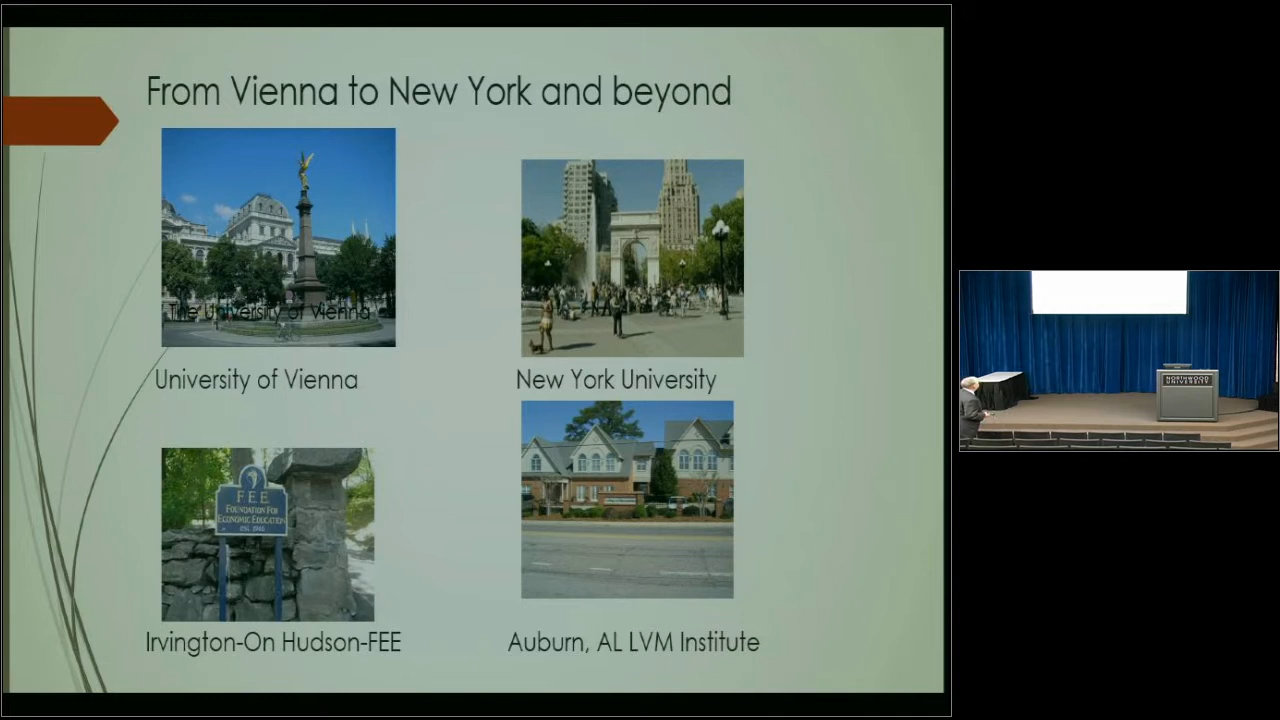 From Vienna to New York and beyond
The University of Vienna
University of Vienna
New York University
F.E.E.
FOUNDATION FOR
ECONOMIC EDUCATION
EST. 1946
Irvington-On Hudson-FEE
Auburn, AL LVM Institute
NORTHWOOD
UNIVERSITY